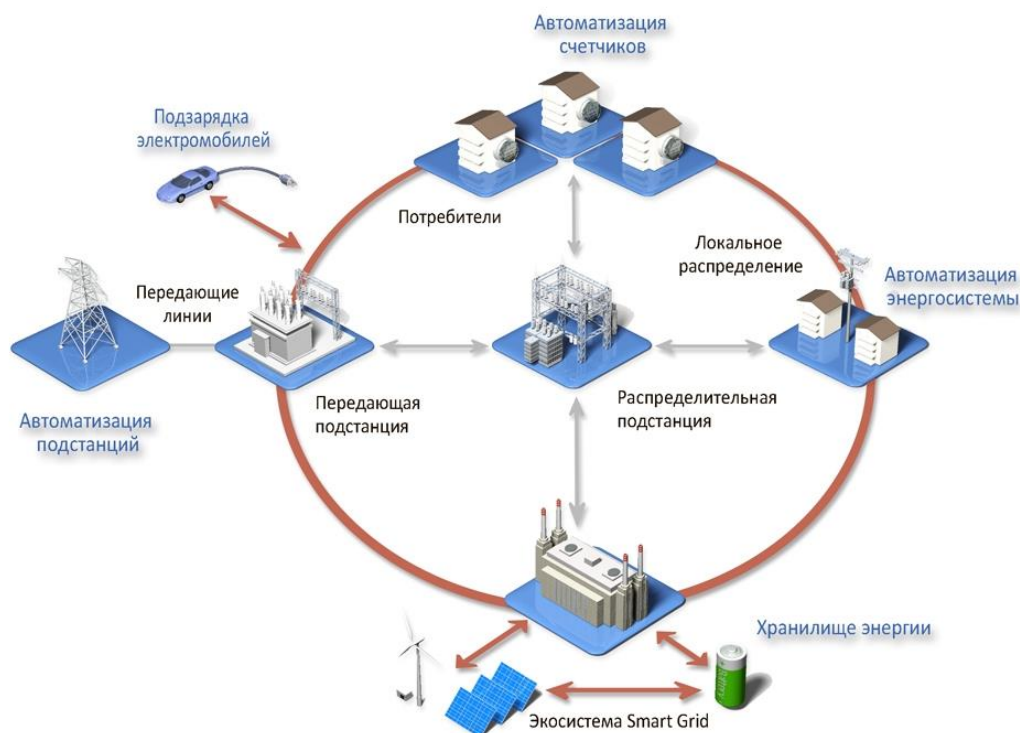 Автоматизация
счетчиков
Подзарядка
электромобилей
Потребители
Локальное
распределение
Автоматизация
энергосистемы
Передающие
линии
Передающая
подстанция
Распределительная
подстанция
Автоматизация
подстанций
Хранилище энергии
Экосистема Smart Grid